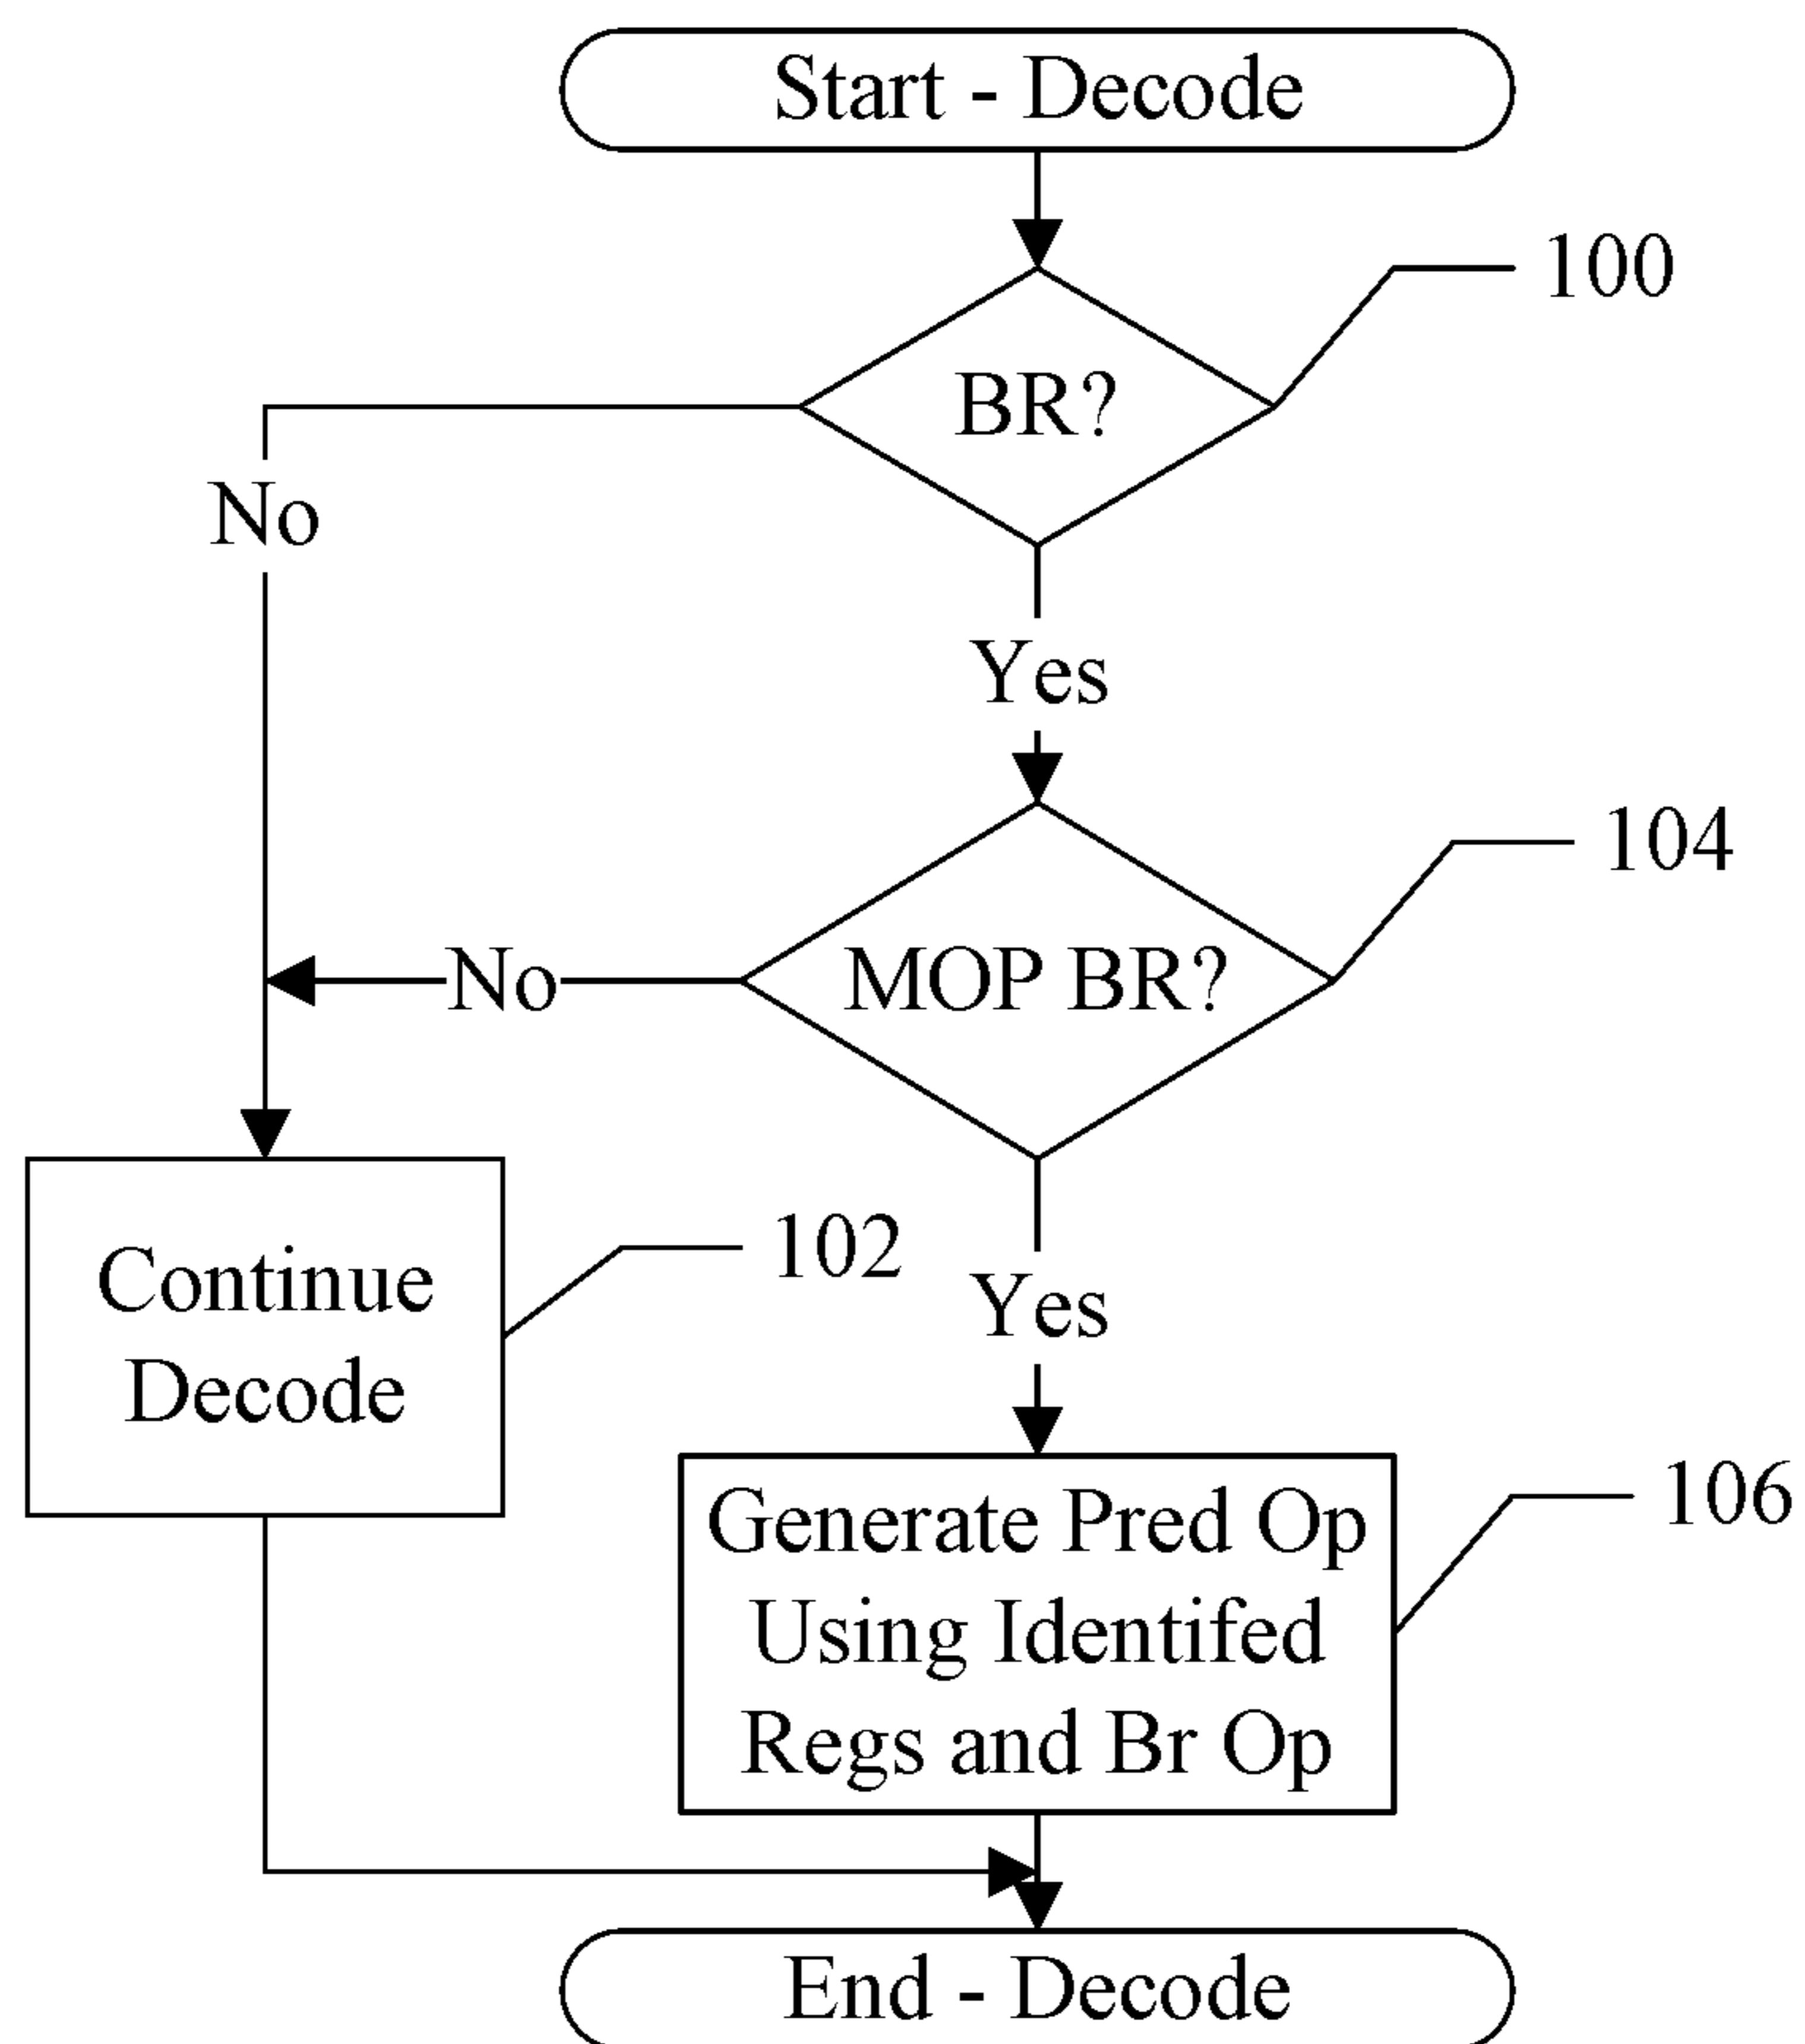 Start - Decode
100
BR?
No
Yes
104
MOP BR?
No
102
Continue
Decode
Yes
106
Generate Pred Op
Using Identifed
Regs and Br Op
End - Decode